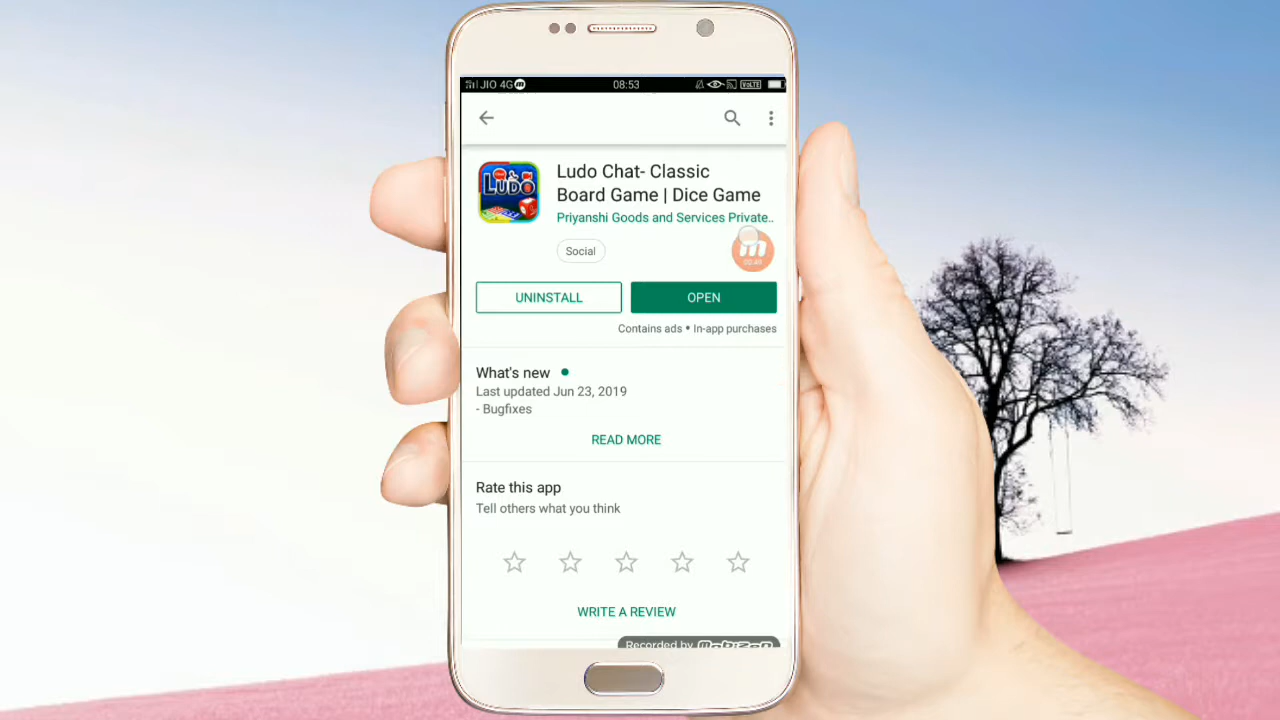 JIO 4G 08:53 VoLTE
LUDO
Ludo Chat- Classic
Board Game | Dice Game
Priyanshi Goods and Services Private..
Social
m
UNINSTALL OPEN
Contains ads • In-app purchases
What's new
Last updated Jun 23, 2019
- Bugfixes
READ MORE
Rate this app
Tell others what you think
WRITE A REVIEW
Recorded by